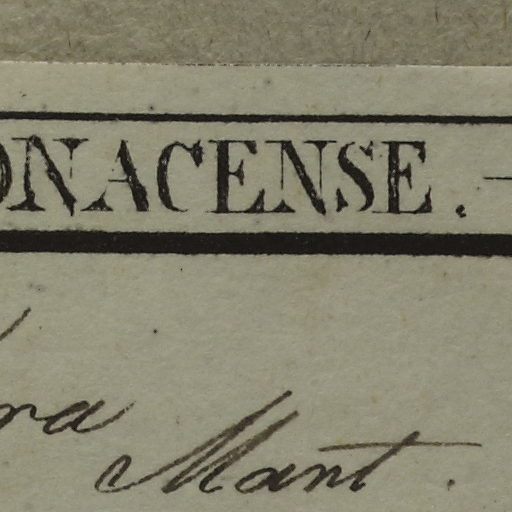 ONACENSE. —
ra
Mant.